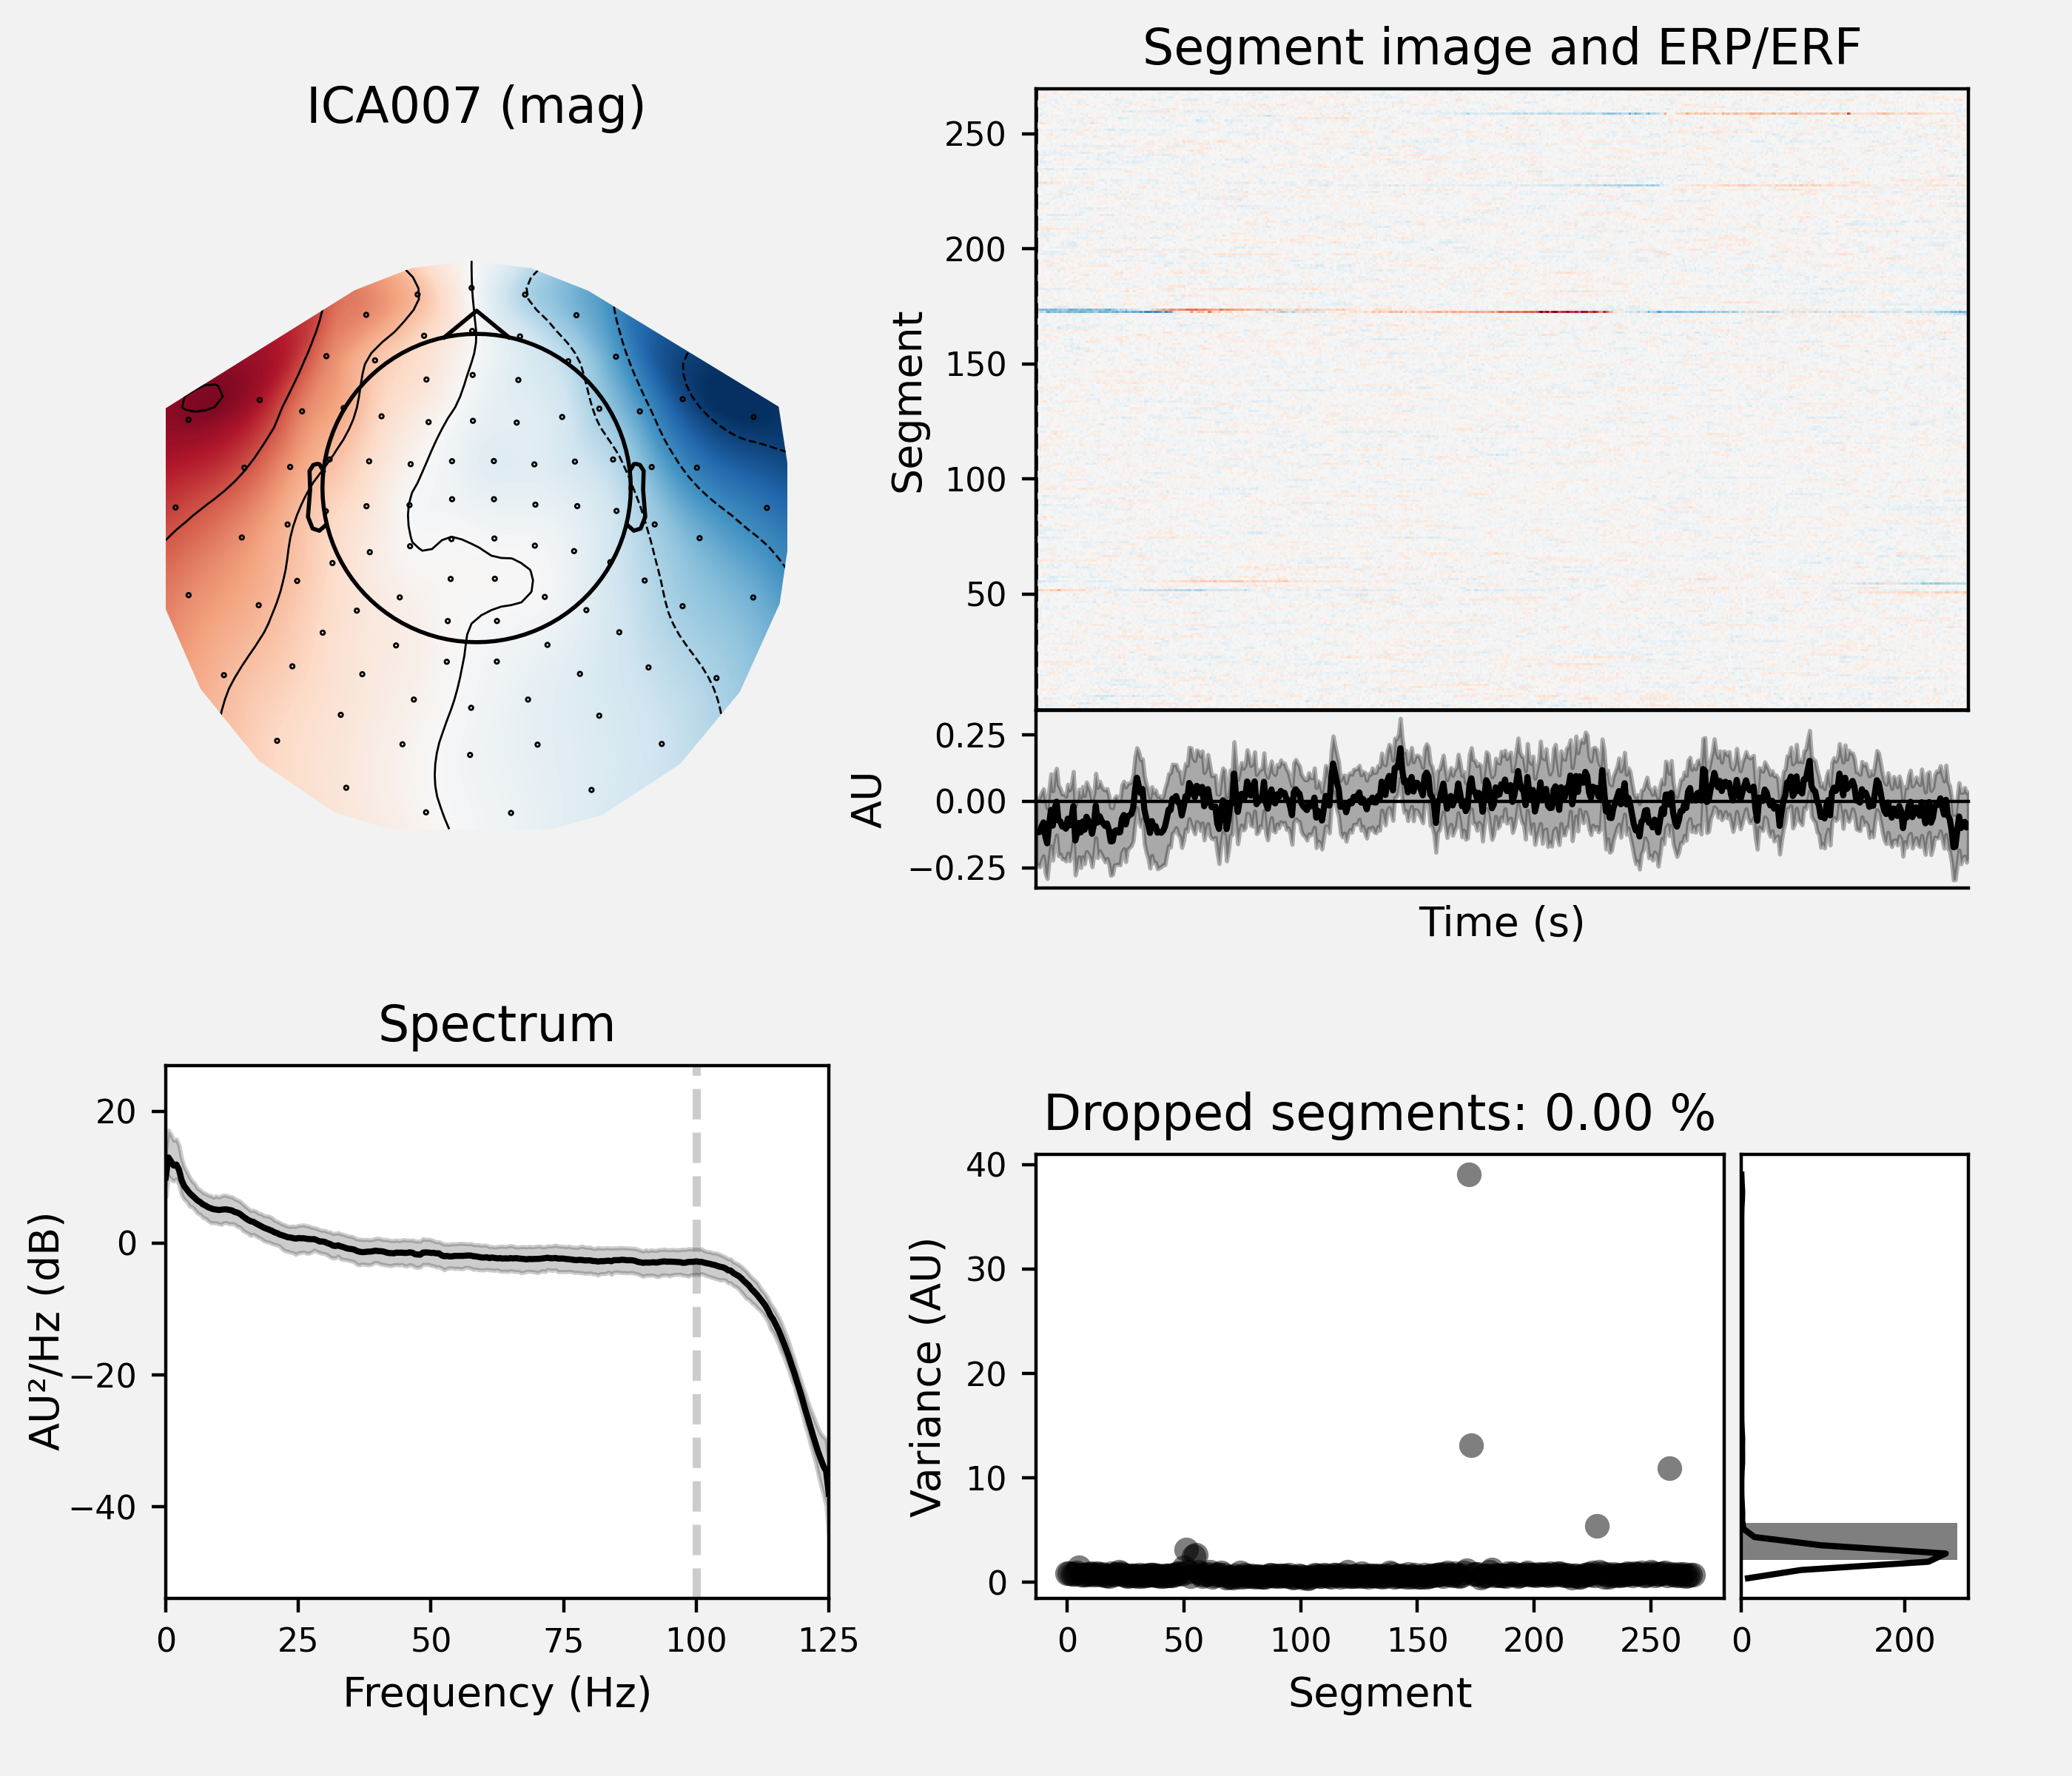 ICA007 (mag)
Segment image and ERP/ERF
250
200
150
100
50
Segment
0.25
0.00
−0.25
AU
Time (s)
Spectrum
20
0
−20
−40
AU²/Hz (dB)
0 25 50 75 100 125
Frequency (Hz)
Dropped segments: 0.00 %
40
30
20
10
0
Variance (AU)
0 50 100 150 200 250
Segment
0 200